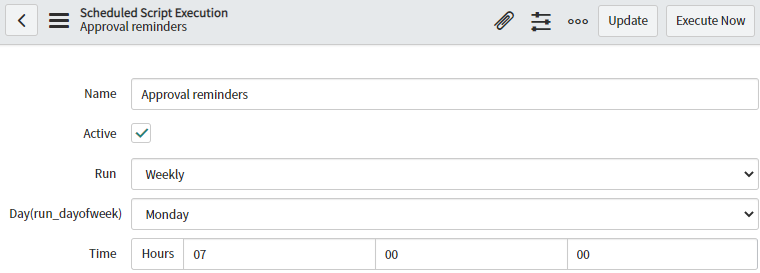 Scheduled Script Execution
Approval reminders
Update
Execute Now
Name
Approval reminders
Active
Run
Weekly
Day(run_dayofweek)
Monday
Time
Hours
07
00
00